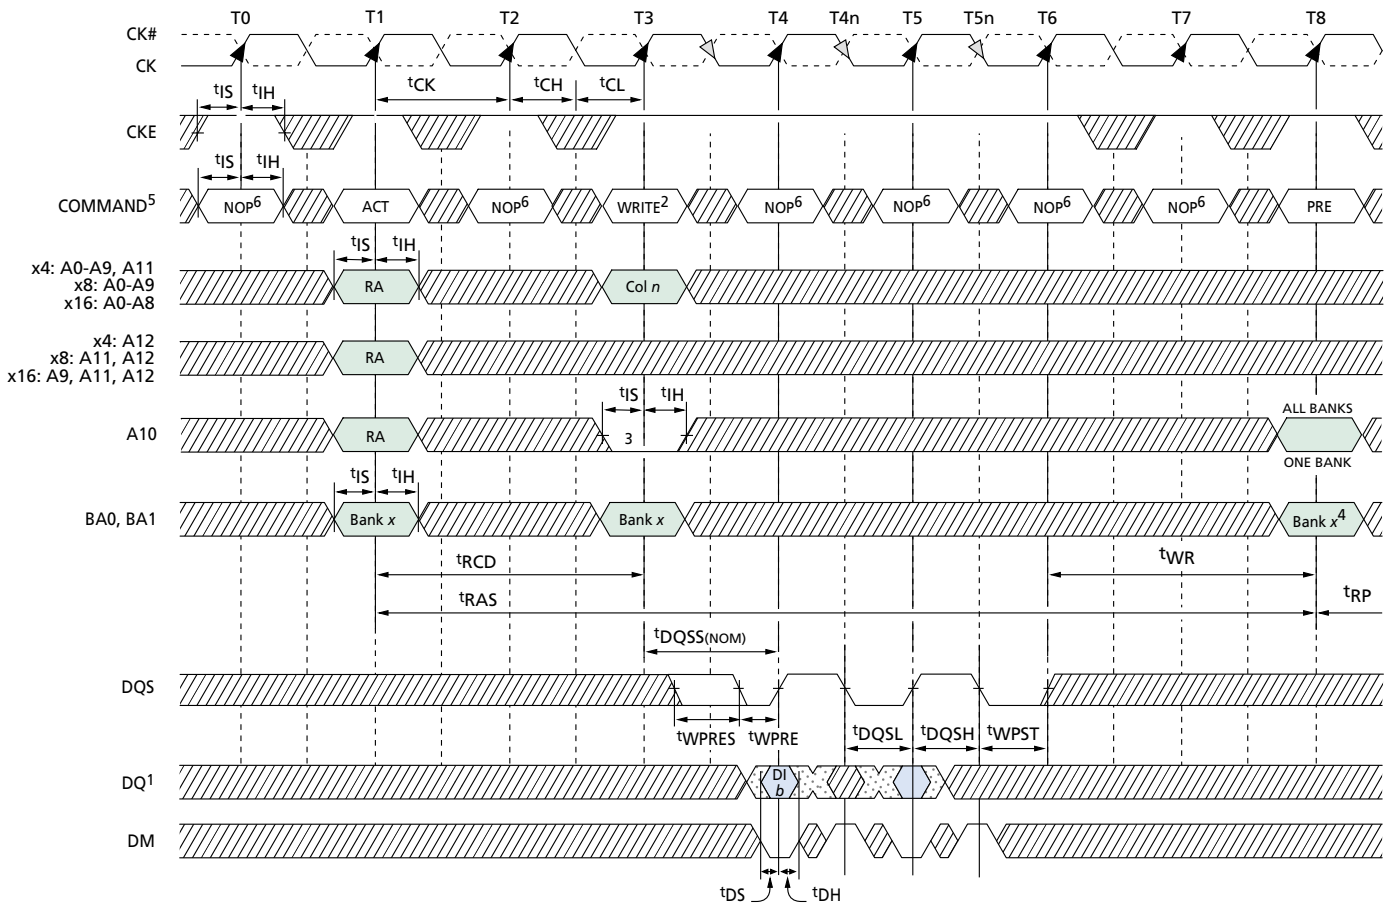 T0 T1 T2 T3 T4 T4n T5 T5n T6 T7 T8
CK#
CK
tCK tCH tCL
tIS tIH
CKE
tIS tIH
COMMAND5 NOP6 ACT NOP6 WRITE2 NOP6 NOP6 NOP6 NOP6 PRE
tIS tIH
x4: A0-A9, A11
x8: A0-A9
x16: A0-A8
RA Col n
x4: A12
x8: A11, A12
x16: A9, A11, A12
RA
tIS tIH
ALL BANKS
A10 RA 3
ONE BANK
tIS tIH
BA0, BA1 Bank x Bank x Bank x4
tRCD tWR
tRAS tRP
tDQSS(NOM)
DQS
tWPRES tWPRE tDQSL tDQSH tWPST
DQ1 DI
b
DM
tDS tDH